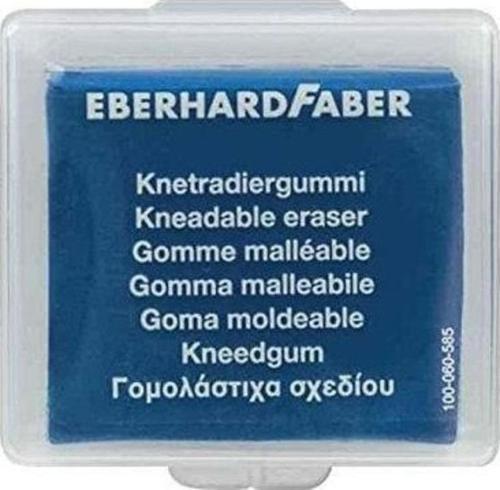 EBERHARDFABER
Knetradiergummi
Kneadable eraser
Gomme malléable
Gomma malleabile
Goma moldeable
Kneedgum
Γομολάστιχα σχεδίου
100-060-585